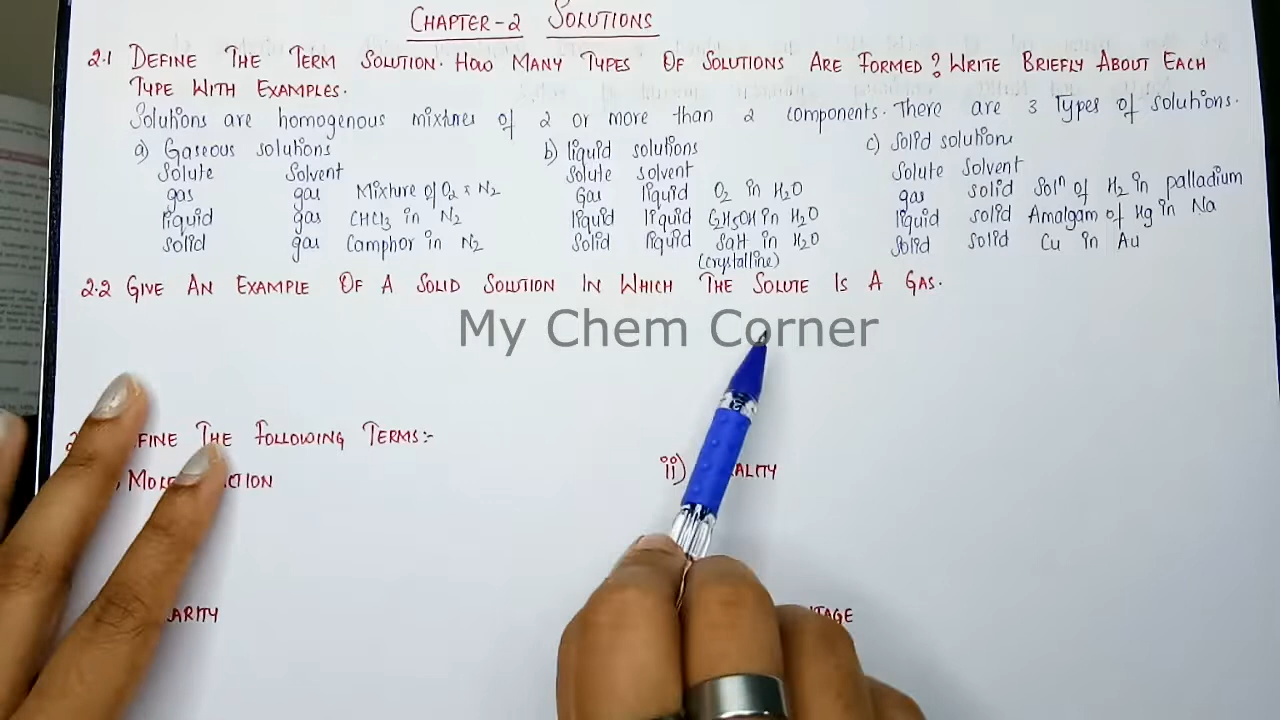 CHAPTER-2 SOLUTIONS
2.1 DEFINE THE TERM SOLUTION. HOW MANY TYPES OF SOLUTIONS ARE FORMED? WRITE BRIEFLY ABOUT EACH
TYPE WITH EXAMPLES.
Solutions are homogenous mixtures of 2 or more than 2 components. There are 3 Types of solutions.
a) Gaseous solutions
Solute Solvent
gas gas Mixture of O2 & N2
liquid gas CHCl3 in N2
solid gas Camphor in N2
b) liquid solutions
Solute solvent
Gas liquid O2 in H2O
liquid liquid C2H5OH in H2O
Solid liquid Salt in H2O
(crystalline)
c) Solid solutions
Solute Solvent
gas solid Soln of H2 in palladium
liquid solid Amalgam of Hg in Na
Solid solid Cu in Au
2.2 GIVE AN EXAMPLE OF A SOLID SOLUTION IN WHICH THE SOLUTE IS A GAS.
My Chem Corner
THE FOLLOWING TERMS:-
ii)